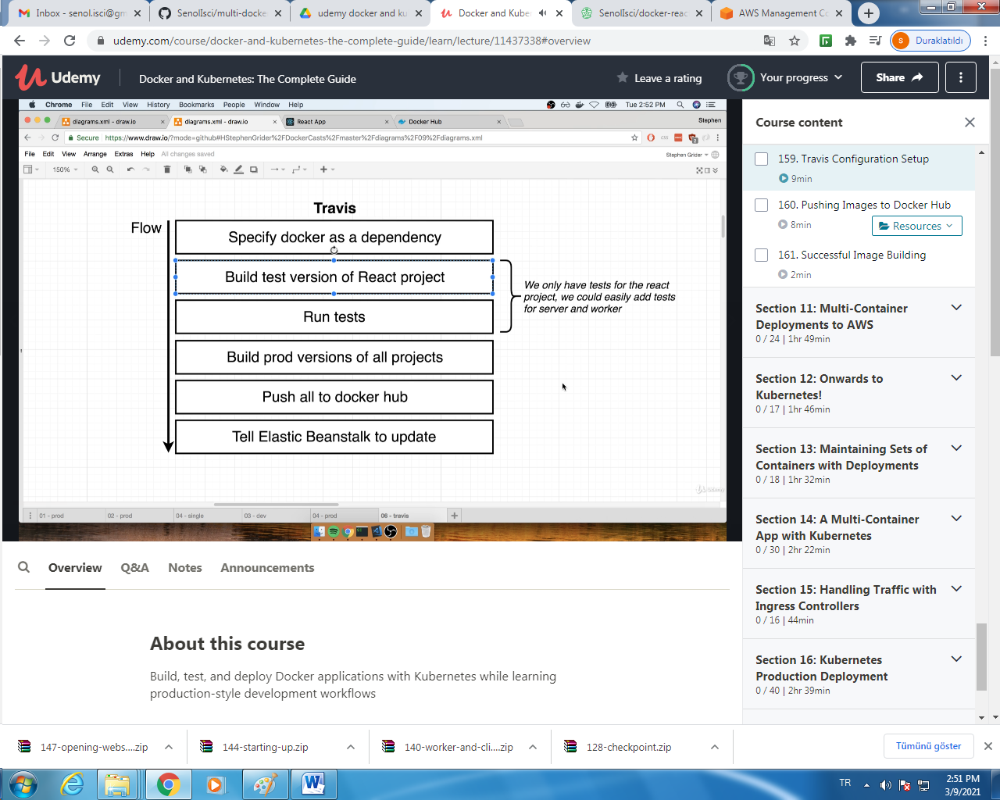 Inbox - senol.isci@gm
SenolIsci/multi-docke
udemy docker and ku
Docker and Kuber
SenolIsci/docker-reac
AWS Management Co
udemy.com/course/docker-and-kubernetes-the-complete-guide/learn/lecture/11437338#overview
S
Duraklatıldı
Udemy
Docker and Kubernetes: The Complete Guide
Leave a rating
Your progress
Share
Chrome File Edit View History Bookmarks People Window Help
Tue 2:52 PM
diagrams.xml - draw.io
diagrams.xml - draw.io
React App
Docker Hub
Stephen
Secure
https://www.draw.io/?mode=github#HStephenGrider%2FDockerCasts%2Fmaster%2Fdiagrams%2F09%2Fdiagrams.xml
File Edit View Arrange Extras Help All changes saved
Stephen Grider
150%
Travis
Flow
Specify docker as a dependency
Build test version of React project
Run tests
Build prod versions of all projects
Push all to docker hub
Tell Elastic Beanstalk to update
We only have tests for the react
project, we could easily add tests
for server and worker
Udemy
01 - prod
02 - prod
04 - single
03 - dev
04 - prod
06 - travis
Course content
159. Travis Configuration Setup
9min
160. Pushing Images to Docker Hub
8min
Resources
161. Successful Image Building
2min
Section 11: Multi-Container
Deployments to AWS
0 / 24 | 1hr 49min
Section 12: Onwards to
Kubernetes!
0 / 17 | 1hr 46min
Section 13: Maintaining Sets of
Containers with Deployments
0 / 18 | 1hr 32min
Section 14: A Multi-Container
App with Kubernetes
0 / 30 | 2hr 22min
Section 15: Handling Traffic with
Ingress Controllers
0 / 16 | 44min
Section 16: Kubernetes
Production Deployment
0 / 40 | 2hr 39min
Overview
Q&A
Notes
Announcements
About this course
Build, test, and deploy Docker applications with Kubernetes while learning
production-style development workflows
147-opening-webs....zip
144-starting-up.zip
140-worker-and-cli....zip
128-checkpoint.zip
Tümünü göster
TR
2:51 PM
3/9/2021